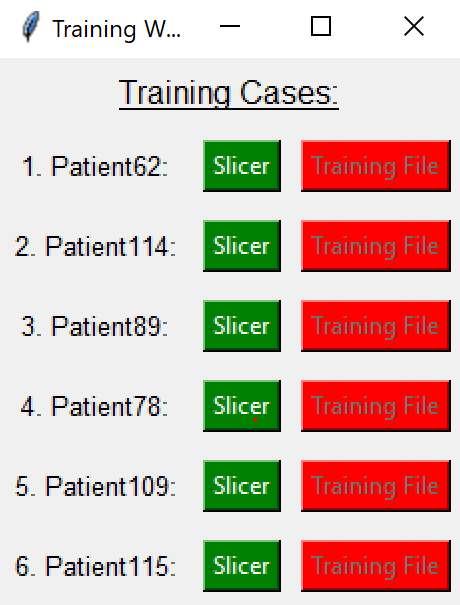 Training W...
Training Cases:
1. Patient62: Slicer Training File
2. Patient114: Slicer Training File
3. Patient89: Slicer Training File
4. Patient78: Slicer Training File
5. Patient109: Slicer Training File
6. Patient115: Slicer Training File